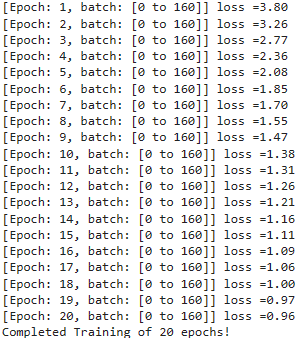 [Epoch: 1, batch: [0 to 160]] loss =3.80
[Epoch: 2, batch: [0 to 160]] loss =3.26
[Epoch: 3, batch: [0 to 160]] loss =2.77
[Epoch: 4, batch: [0 to 160]] loss =2.36
[Epoch: 5, batch: [0 to 160]] loss =2.08
[Epoch: 6, batch: [0 to 160]] loss =1.85
[Epoch: 7, batch: [0 to 160]] loss =1.70
[Epoch: 8, batch: [0 to 160]] loss =1.55
[Epoch: 9, batch: [0 to 160]] loss =1.47
[Epoch: 10, batch: [0 to 160]] loss =1.38
[Epoch: 11, batch: [0 to 160]] loss =1.31
[Epoch: 12, batch: [0 to 160]] loss =1.26
[Epoch: 13, batch: [0 to 160]] loss =1.21
[Epoch: 14, batch: [0 to 160]] loss =1.16
[Epoch: 15, batch: [0 to 160]] loss =1.11
[Epoch: 16, batch: [0 to 160]] loss =1.09
[Epoch: 17, batch: [0 to 160]] loss =1.06
[Epoch: 18, batch: [0 to 160]] loss =1.00
[Epoch: 19, batch: [0 to 160]] loss =0.97
[Epoch: 20, batch: [0 to 160]] loss =0.96
Completed Training of 20 epochs!